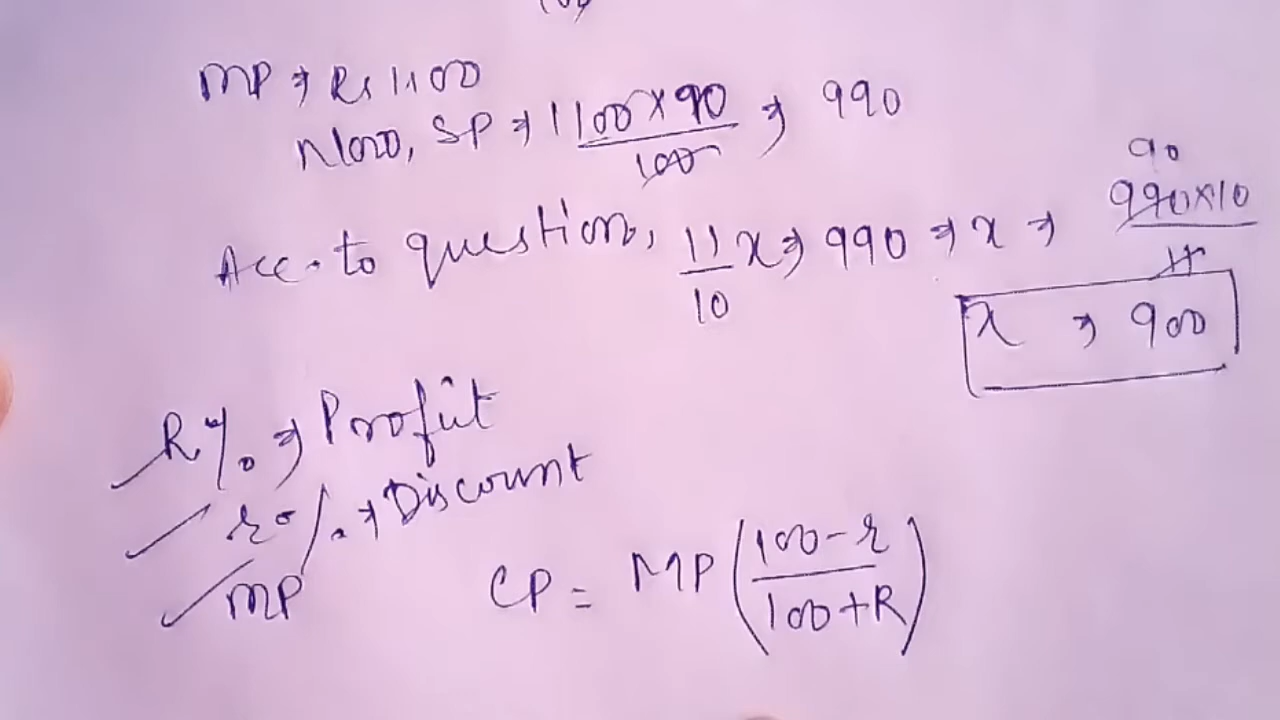 MP ⇒ Rs 1100
Now, SP ⇒ 1100×90/100 ⇒ 990
Acc. to question, 11/10 x ⇒ 990 ⇒ x ⇒ 990×10/11
90
x ⇒ 900
R% ⇒ Profit
r% ⇒ Discount
MP
CP = MP (100-r/100+R)